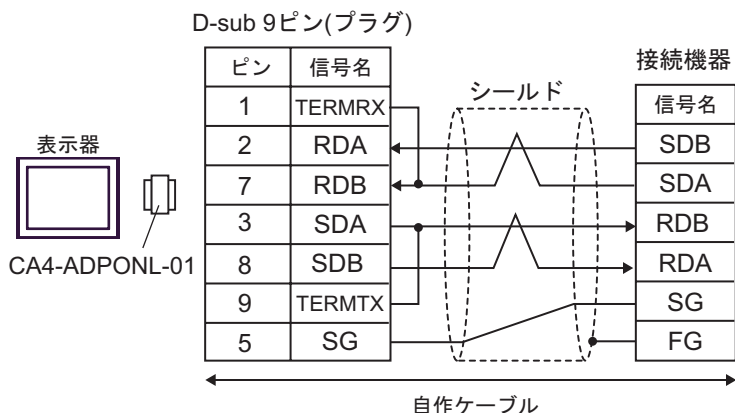 D-sub 9ピン(プラグ)
ピン 信号名
1 TERMRX
2 RDA
7 RDB
3 SDA
8 SDB
9 TERMTX
5 SG
シールド
接続機器
信号名
SDB
SDA
RDB
RDA
SG
FG
表示器
CA4-ADPONL-01
自作ケーブル